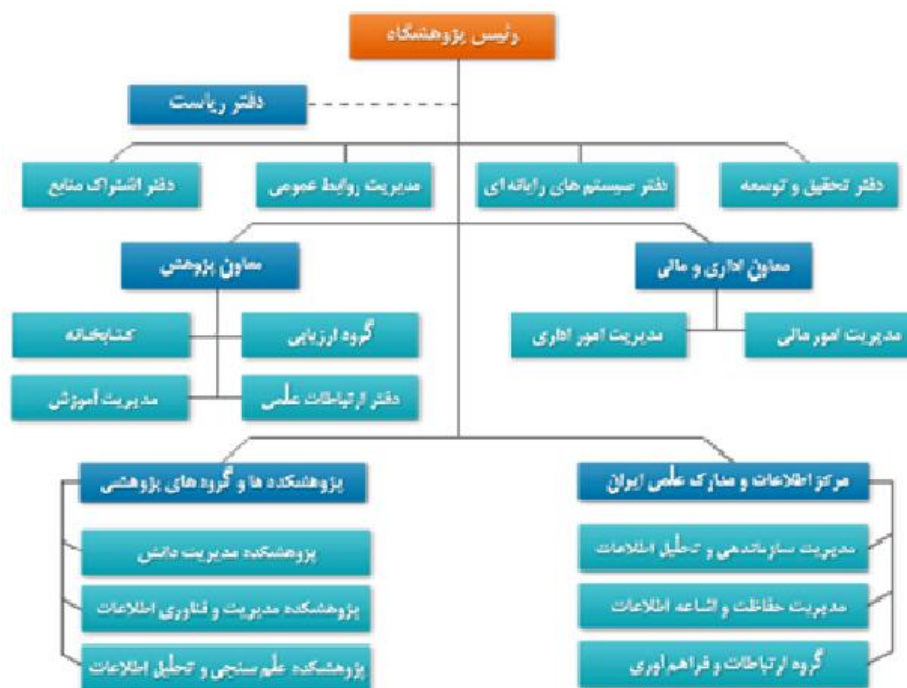 رئیس پژوهشگاه
دفتر ریاست
دفتر تحقیق و توسعه
دفتر سیستم های رایانه ای
مدیریت روابط عمومی
دفتر اشتراک منابع
معاون اداری و مالی
معاون پژوهش
مدیریت امور مالی
مدیریت امور اداری
گروه ارزیابی
کتابخانه
دفتر ارتباطات علمی
مدیریت آموزش
مرکز اطلاعات و مدارک علمی ایران
پژوهشکده ها و گروه های پژوهشی
مدیریت سازماندهی و تحلیل اطلاعات
پژوهشکده مدیریت دانش
مدیریت حفاظت و اشاعه اطلاعات
پژوهشکده مدیریت و فناوری اطلاعات
گروه ارتباطات و فراهم آوری
پژوهشکده علم سنجی و تحلیل اطلاعات